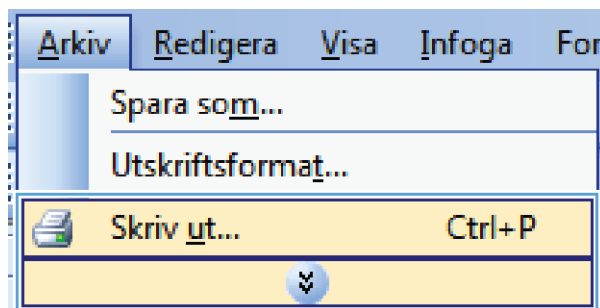 Arkiv Redigera Visa Infoga For
Spara som...
Utskriftsformat...
Skriv ut... Ctrl+P